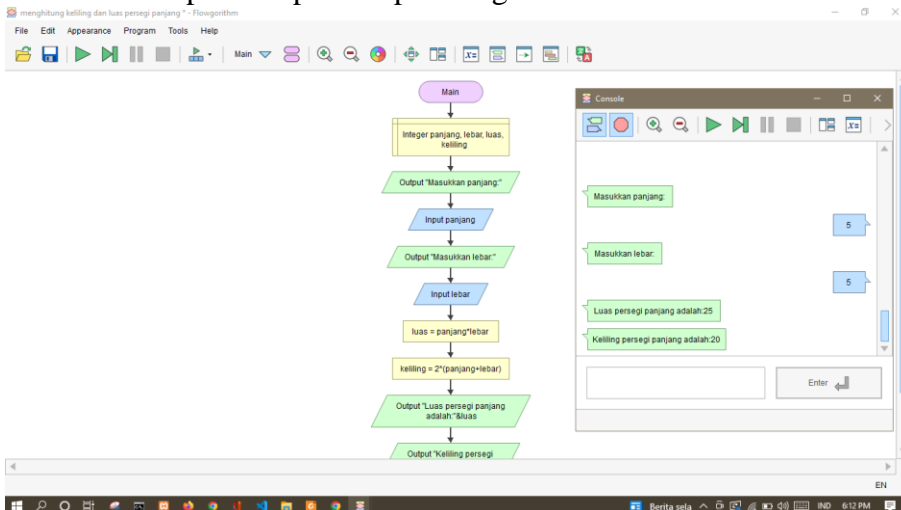 menghitung keliling dan luas persegi panjang * - Flowgorithm
File Edit Appearance Program Tools Help
Main
Main
Integer panjang, lebar, luas,
keliling
Output "Masukkan panjang:"
Input panjang
Output "Masukkan lebar:"
Input lebar
luas = panjang*lebar
keliling = 2*(panjang+lebar)
Output "Luas persegi panjang
adalah:"&luas
Output "Keliling persegi
Console
Masukkan panjang:
5
Masukkan lebar:
5
Luas persegi panjang adalah:25
Keliling persegi panjang adalah:20
Enter
EN
Berita sela
IND 6:12 PM